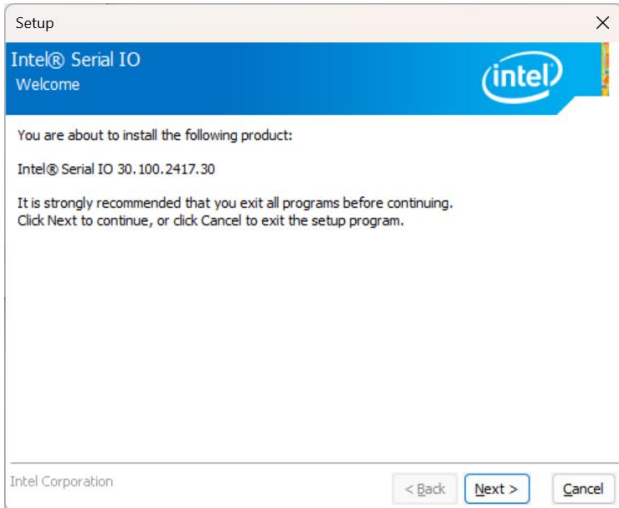 Setup
Intel® Serial IO
Welcome
intel
You are about to install the following product:
Intel® Serial IO 30.100.2417.30
It is strongly recommended that you exit all programs before continuing.
Click Next to continue, or click Cancel to exit the setup program.
Intel Corporation
< Back Next > Cancel